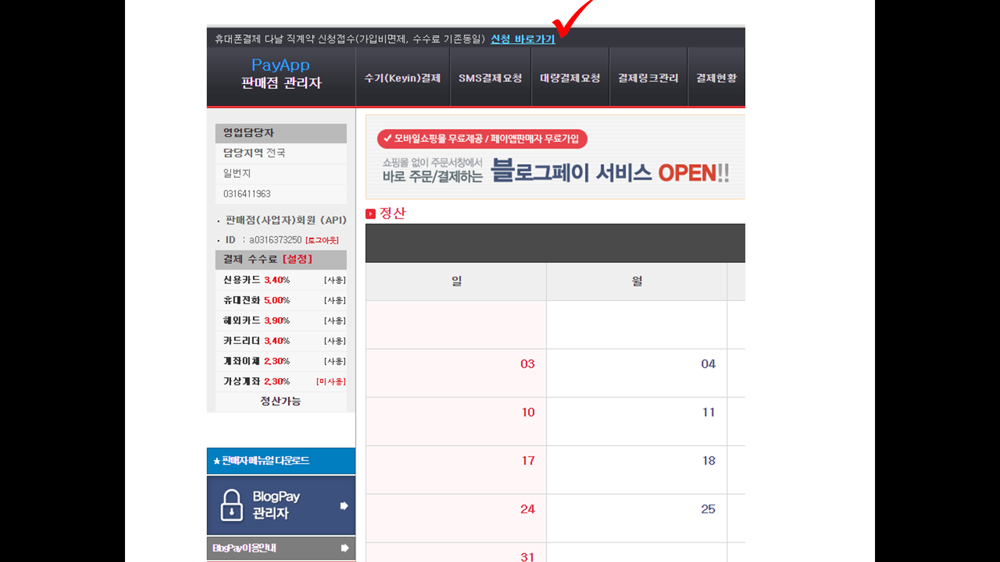 휴대폰결제 다날 직계약 신청접수(가입비면제, 수수료 기존동일) 신청 바로가기
PayApp
판매점 관리자
수기(Keyin)결제
SMS결제요청
대량결제요청
결제링크관리
결제현황
영업담당자
담당지역 전국
일번지
0316411963
· 판매점(사업자)회원 (API)
· ID : a0316373250 [로그아웃]
결제 수수료 [설정]
신용카드 3.40% [사용]
휴대전화 5.00% [사용]
해외카드 3.90% [사용]
카드리더 3.40% [사용]
계좌이체 2.30% [사용]
가상계좌 2.30% [미사용]
정산가능
★ 판매자 메뉴얼 다운로드
BlogPay
관리자
BlogPay 이용안내
✓ 모바일쇼핑몰 무료제공 / 페이앱판매자 무료가입
쇼핑몰 없이 주문서창에서
바로 주문/결제하는 블로그페이 서비스 OPEN!!
정산
일 월
03 04
10 11
17 18
24 25
31